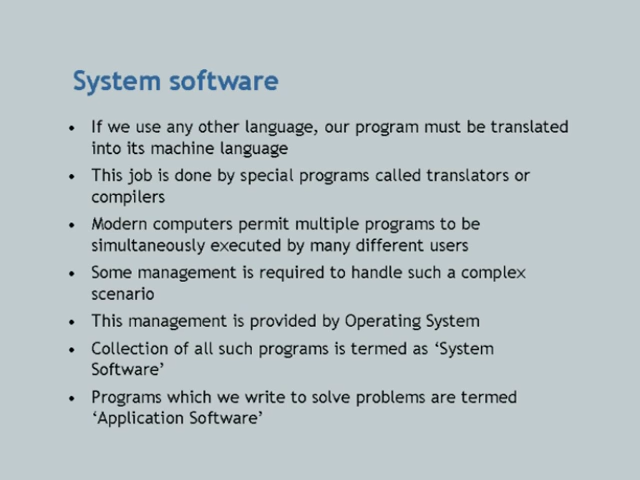 System software
• If we use any other language, our program must be translated
into its machine language
• This job is done by special programs called translators or
compilers
• Modern computers permit multiple programs to be
simultaneously executed by many different users
• Some management is required to handle such a complex
scenario
• This management is provided by Operating System
• Collection of all such programs is termed as ‘System
Software’
• Programs which we write to solve problems are termed
‘Application Software’